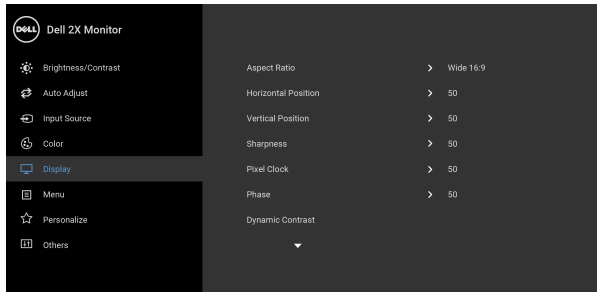 DELL Dell 2X Monitor
Brightness/Contrast
Aspect Ratio Wide 16:9
Auto Adjust
Horizontal Position 50
Input Source
Vertical Position 50
Color
Sharpness 50
Display
Pixel Clock 50
Menu
Phase 50
Personalize
Dynamic Contrast
Others